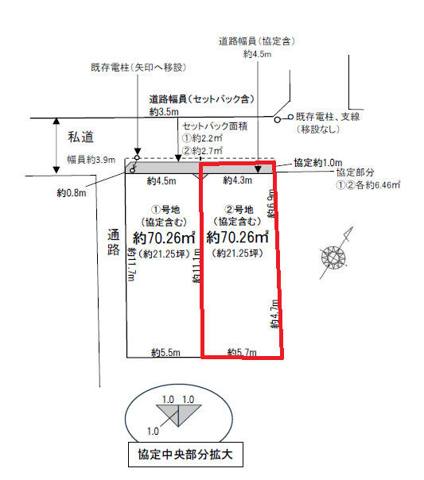 道路幅員(協定含)
約4.5m
既存電柱(矢印へ移設)
道路幅員(セットバック含)
約3.5m
既存電柱、支線
(移設なし)
私道
セットバック面積
①約2.2㎡
②約2.7㎡
幅員約3.9m
協定約1.0m
協定部分
①②各約6.46㎡
約0.8m
約4.5m
約4.3m
約6.9m
通路
①号地
(協定含む)
約70.26㎡
(約21.25坪)
②号地
(協定含む)
約70.26㎡
(約21.25坪)
約11.7m
約11.1m
約4.7m
約5.5m
約5.7m
1.0 1.0
1.0
協定中央部分拡大